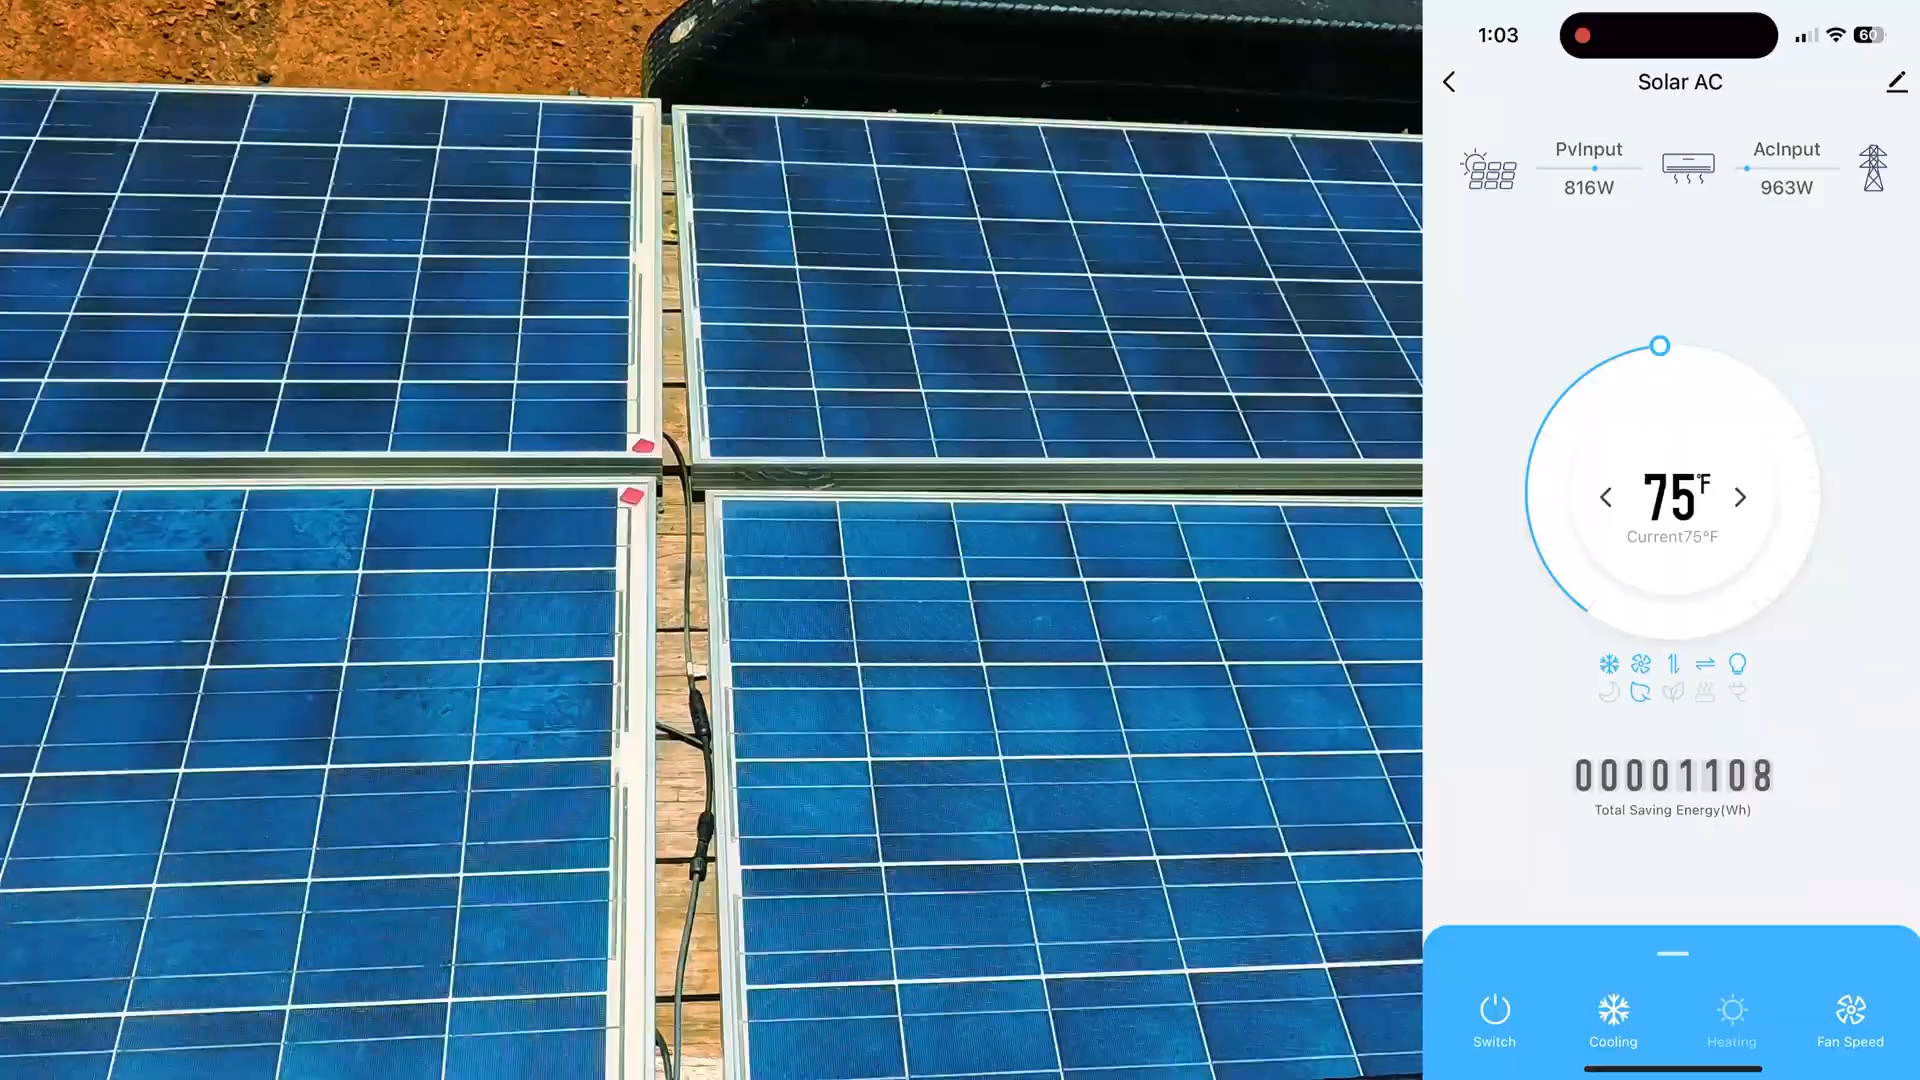 1:03
60
Solar AC
PvInput
816W
AcInput
963W
75°F
Current75°F
00001108
Total Saving Energy(Wh)
Switch
Cooling
Heating
Fan Speed